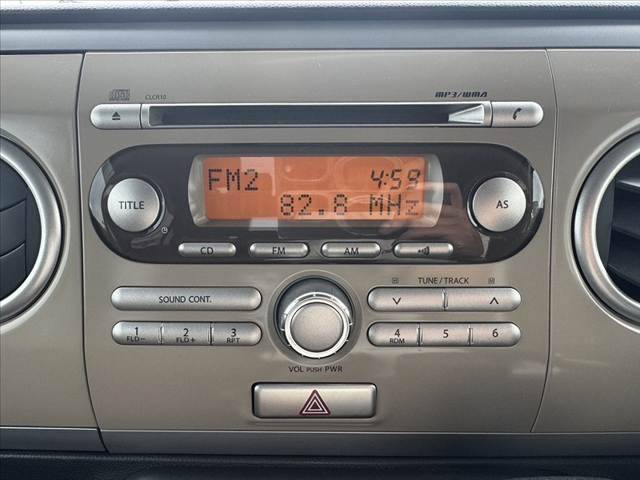 CLCR10
MP3/WMA
FM2 4:59
82.8 MHz
TITLE
AS
CD FM AM
SOUND CONT.
TUNE/TRACK
1 2 3
FLD− FLD+ RPT
4 5 6
RDM
VOL PUSH PWR